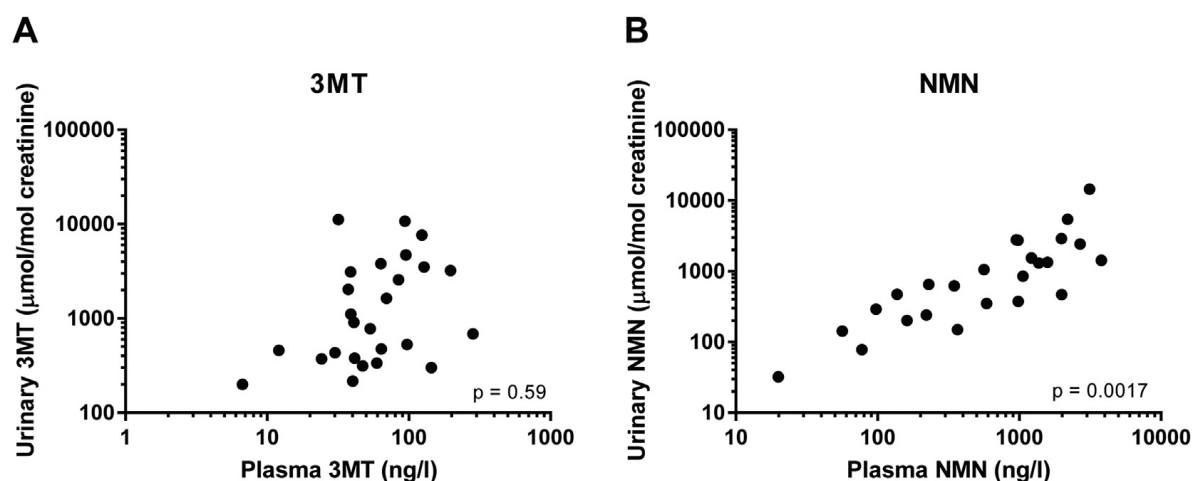 A
3MT
Urinary 3MT (μmol/mol creatinine)
100000
10000
1000
100
1
10
100
1000
p = 0.59
Plasma 3MT (ng/l)
B
NMN
Urinary NMN (μmol/mol creatinine)
100000
10000
1000
100
10
10
100
1000
10000
p = 0.0017
Plasma NMN (ng/l)